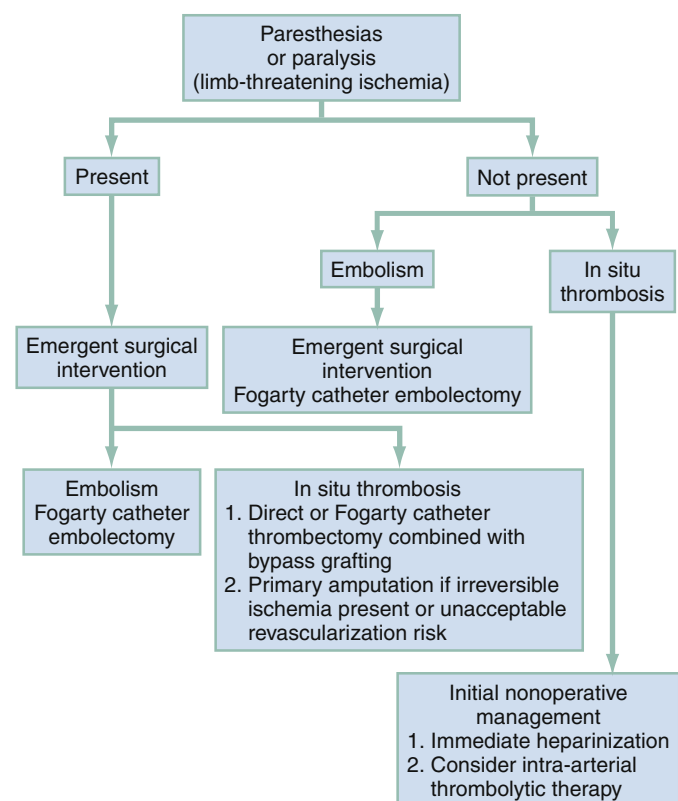 Paresthesias
or paralysis
(limb-threatening ischemia)
Present
Not present
Embolism
In situ
thrombosis
Emergent surgical
intervention
Emergent surgical
intervention
Fogarty catheter embolectomy
Embolism
Fogarty catheter
embolectomy
In situ thrombosis
1. Direct or Fogarty catheter
thrombectomy combined with
bypass grafting
2. Primary amputation if irreversible
ischemia present or unacceptable
revascularization risk
Initial nonoperative
management
1. Immediate heparinization
2. Consider intra-arterial
thrombolytic therapy